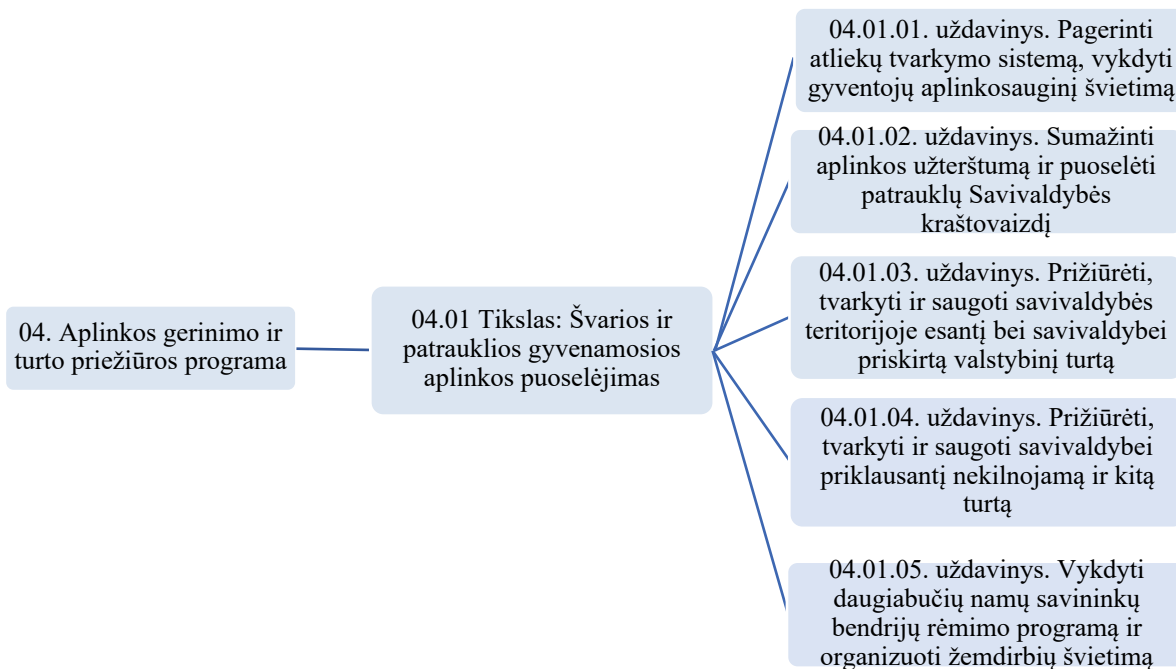 04. Aplinkos gerinimo ir
turto priežiūros programa
04.01 Tikslas: Švarios ir
patrauklios gyvenamosios
aplinkos puoselėjimas
04.01.01. uždavinys. Pagerinti
atliekų tvarkymo sistemą, vykdyti
gyventojų aplinkosauginį švietimą
04.01.02. uždavinys. Sumažinti
aplinkos užterštumą ir puoselėti
patrauklų Savivaldybės
kraštovaizdį
04.01.03. uždavinys. Prižiūrėti,
tvarkyti ir saugoti savivaldybės
teritorijoje esantį bei savivaldybei
priskirtą valstybinį turtą
04.01.04. uždavinys. Prižiūrėti,
tvarkyti ir saugoti savivaldybei
priklausantį nekilnojamą ir kitą
turtą
04.01.05. uždavinys. Vykdyti
daugiabučių namų savininkų
bendrijų rėmimo programą ir
organizuoti žemdirbių švietimą